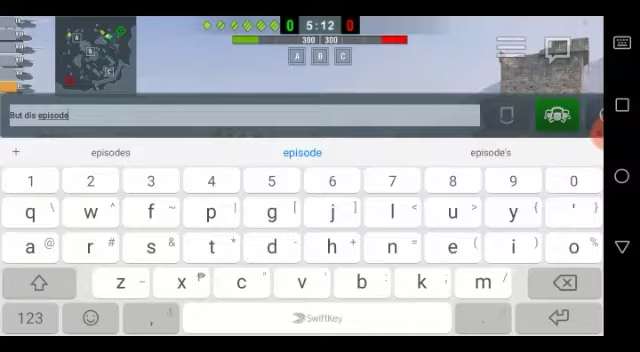 0 5:12 0
300 300
A B C
A
B
C
But dis episode
+ episodes episode episode's
1 2 3 4 5 6 7 8 9 0
q \ w ^ f ~ p | g [ j ] l < u > y { ' }
a @ r # s & t * d - h + n = e ( i ) o %
z _ x ₱ c " v ' b : k ; m /
123 , SwiftKey .